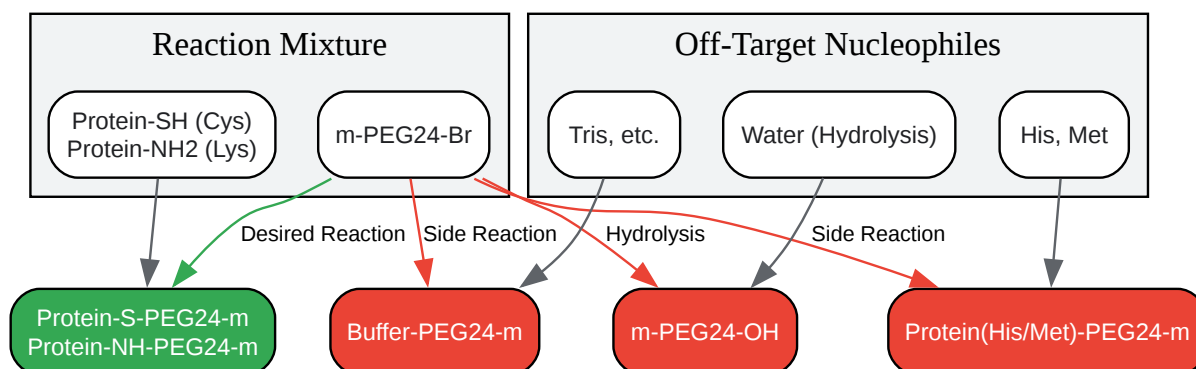 Reaction Mixture
Off-Target Nucleophiles
Protein-SH (Cys)
Protein-NH2 (Lys)
m-PEG24-Br
Tris, etc.
Water (Hydrolysis)
His, Met
Desired Reaction
Side Reaction
Hydrolysis
Side Reaction
Protein-S-PEG24-m
Protein-NH-PEG24-m
Buffer-PEG24-m
m-PEG24-OH
Protein(His/Met)-PEG24-m